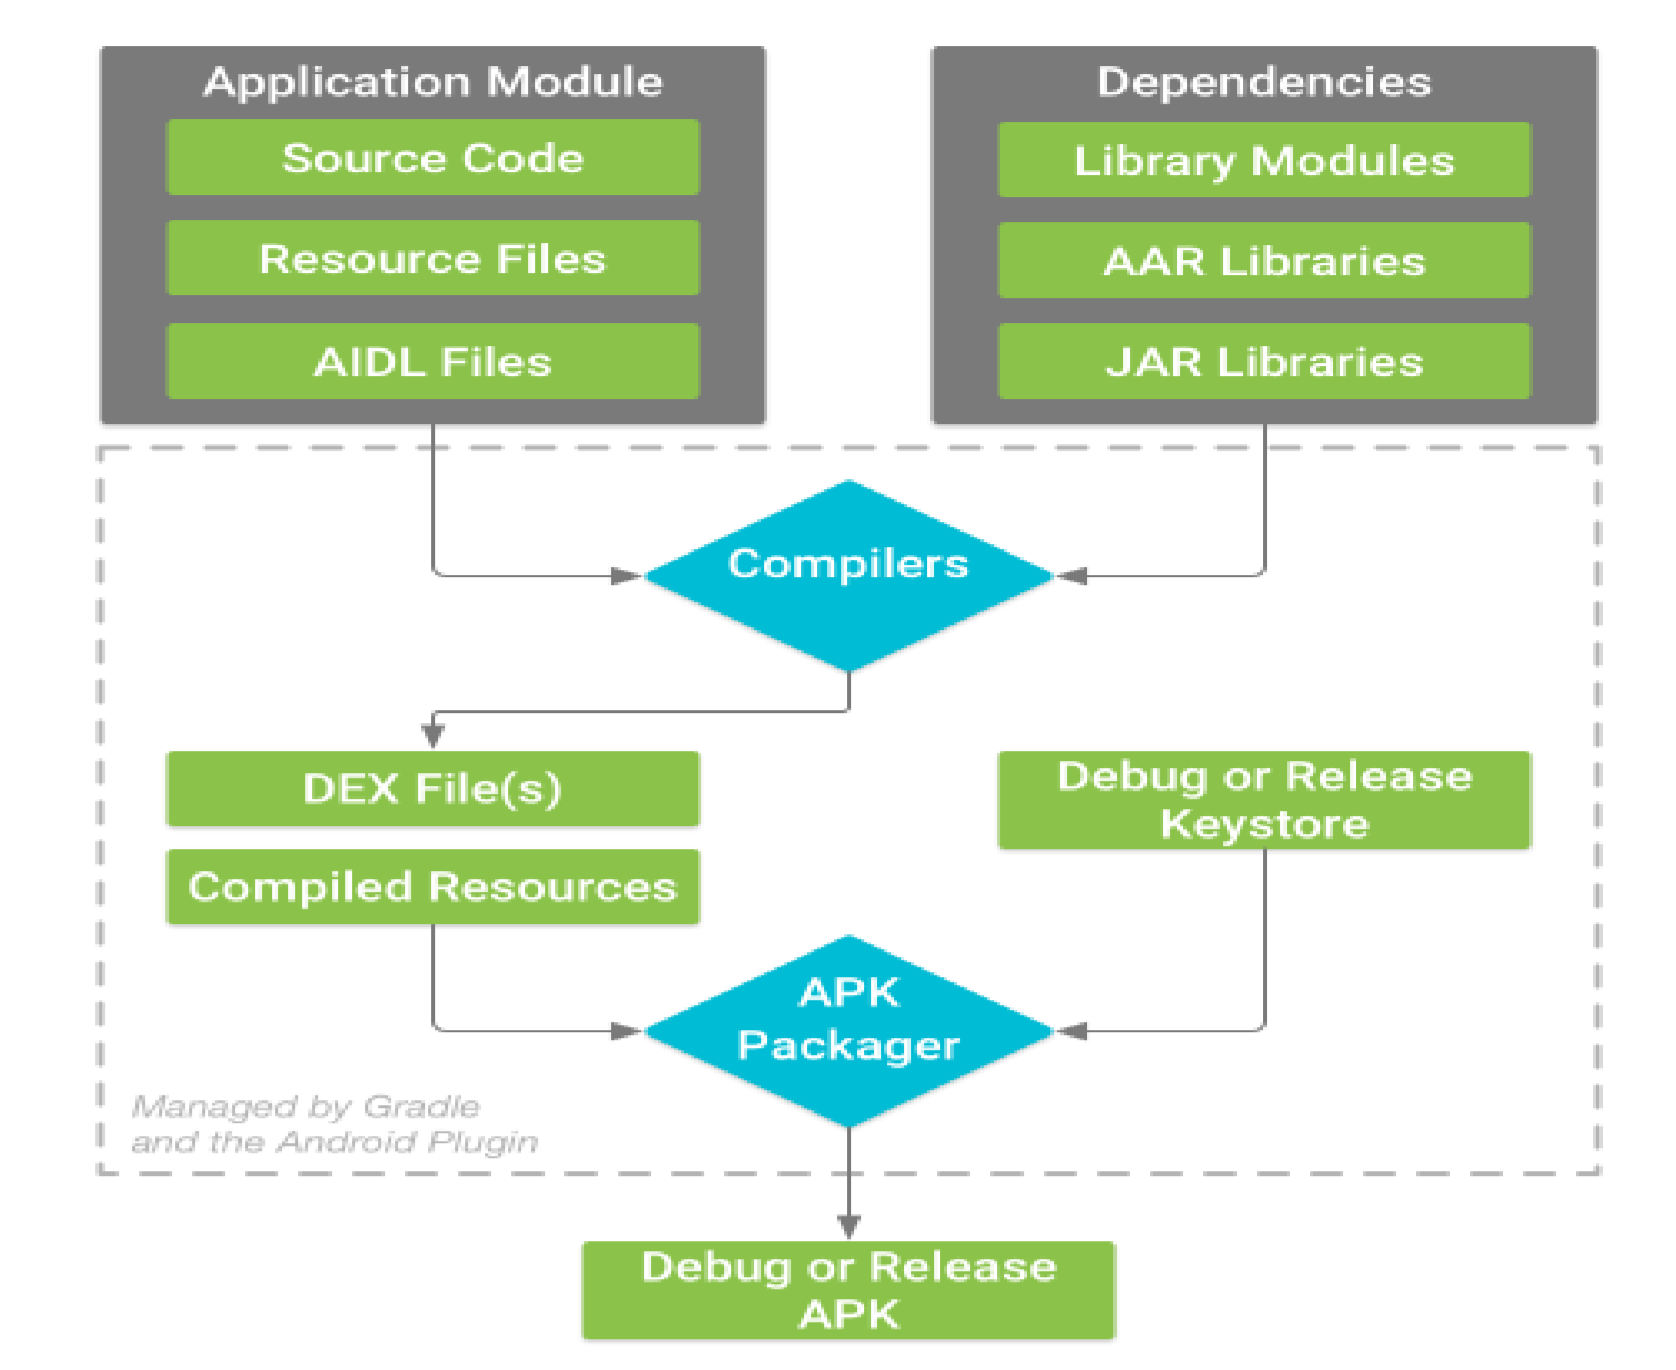 Application Module
Source Code
Resource Files
AIDL Files
Dependencies
Library Modules
AAR Libraries
JAR Libraries
Compilers
DEX File(s)
Compiled Resources
Debug or Release
Keystore
APK
Packager
Managed by Gradle
and the Android Plugin
Debug or Release
APK